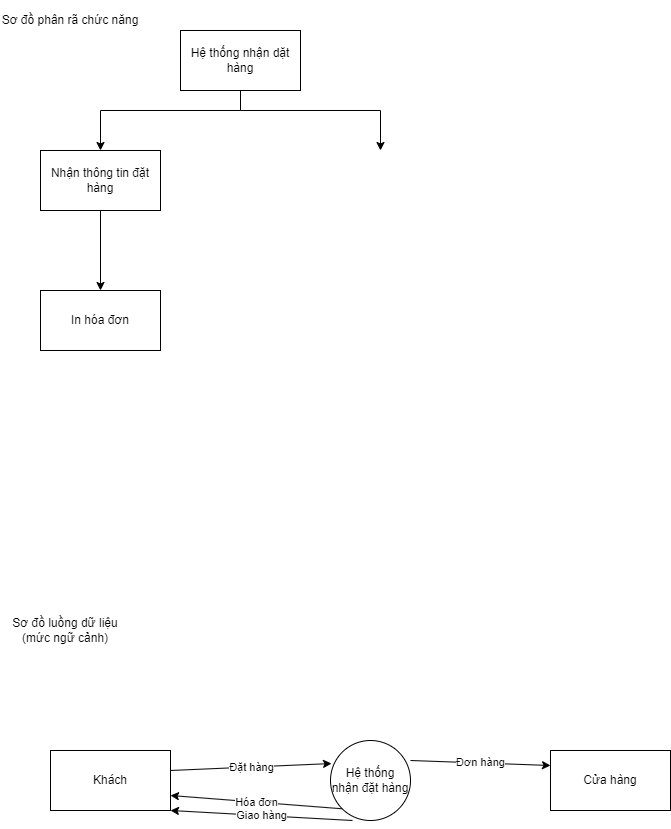 Sơ đồ phân rã chức năng
Hệ thống nhận dặt
hàng
Nhận thông tin đặt
hàng
In hóa đơn
Sơ đồ luồng dữ liệu
(mức ngữ cảnh)
Khách
Đặt hàng
Hệ thống
nhận đặt hàng
Đơn hàng
Cửa hàng
Hóa đơn
Giao hàng